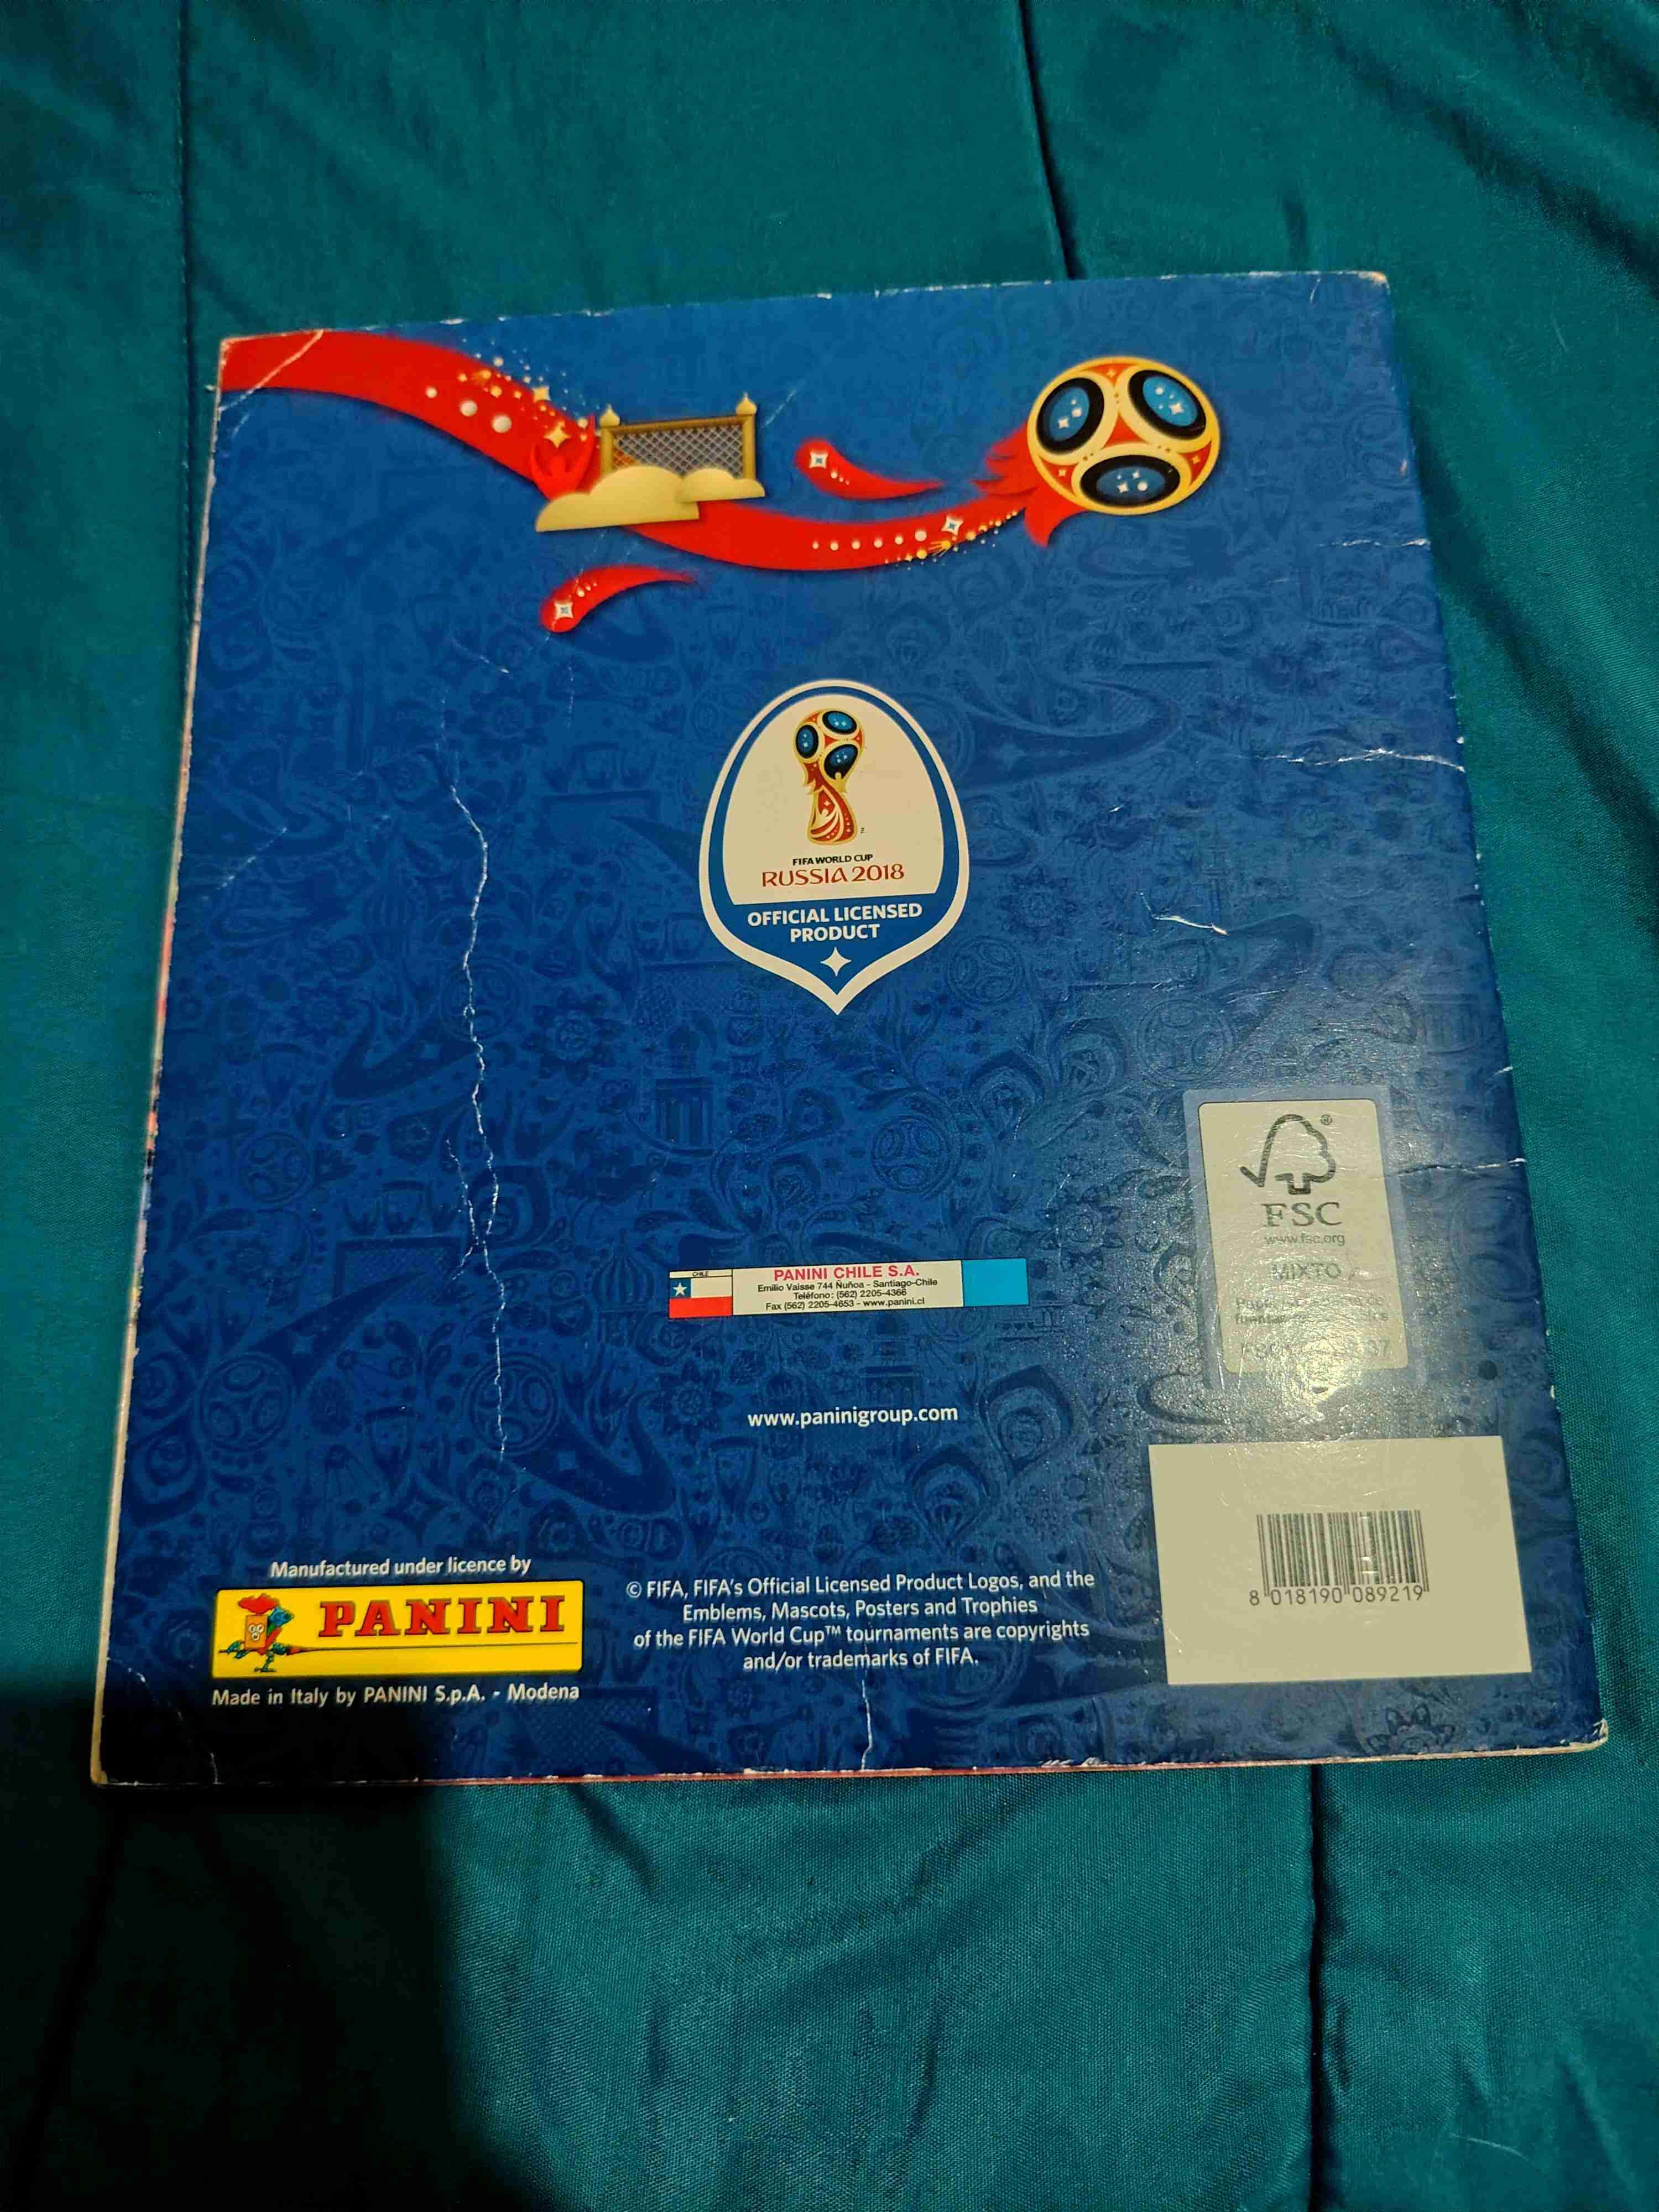 FIFA WORLD CUP
RUSSIA 2018
OFFICIAL LICENSED
PRODUCT
®
FSC
www.fsc.org
MIXTO
CHILE
PANINI CHILE S.A.
Emilio Vaisse 744 Ñuñoa - Santiago-Chile
Teléfono: (562) 2205-4366
Fax (562) 2205-4653 - www.panini.cl
www.paninigroup.com
Manufactured under licence by
PANINI
Made in Italy by PANINI S.p.A. - Modena
© FIFA, FIFA's Official Licensed Product Logos, and the
Emblems, Mascots, Posters and Trophies
of the FIFA World Cup™ tournaments are copyrights
and/or trademarks of FIFA.
8 018190 089219